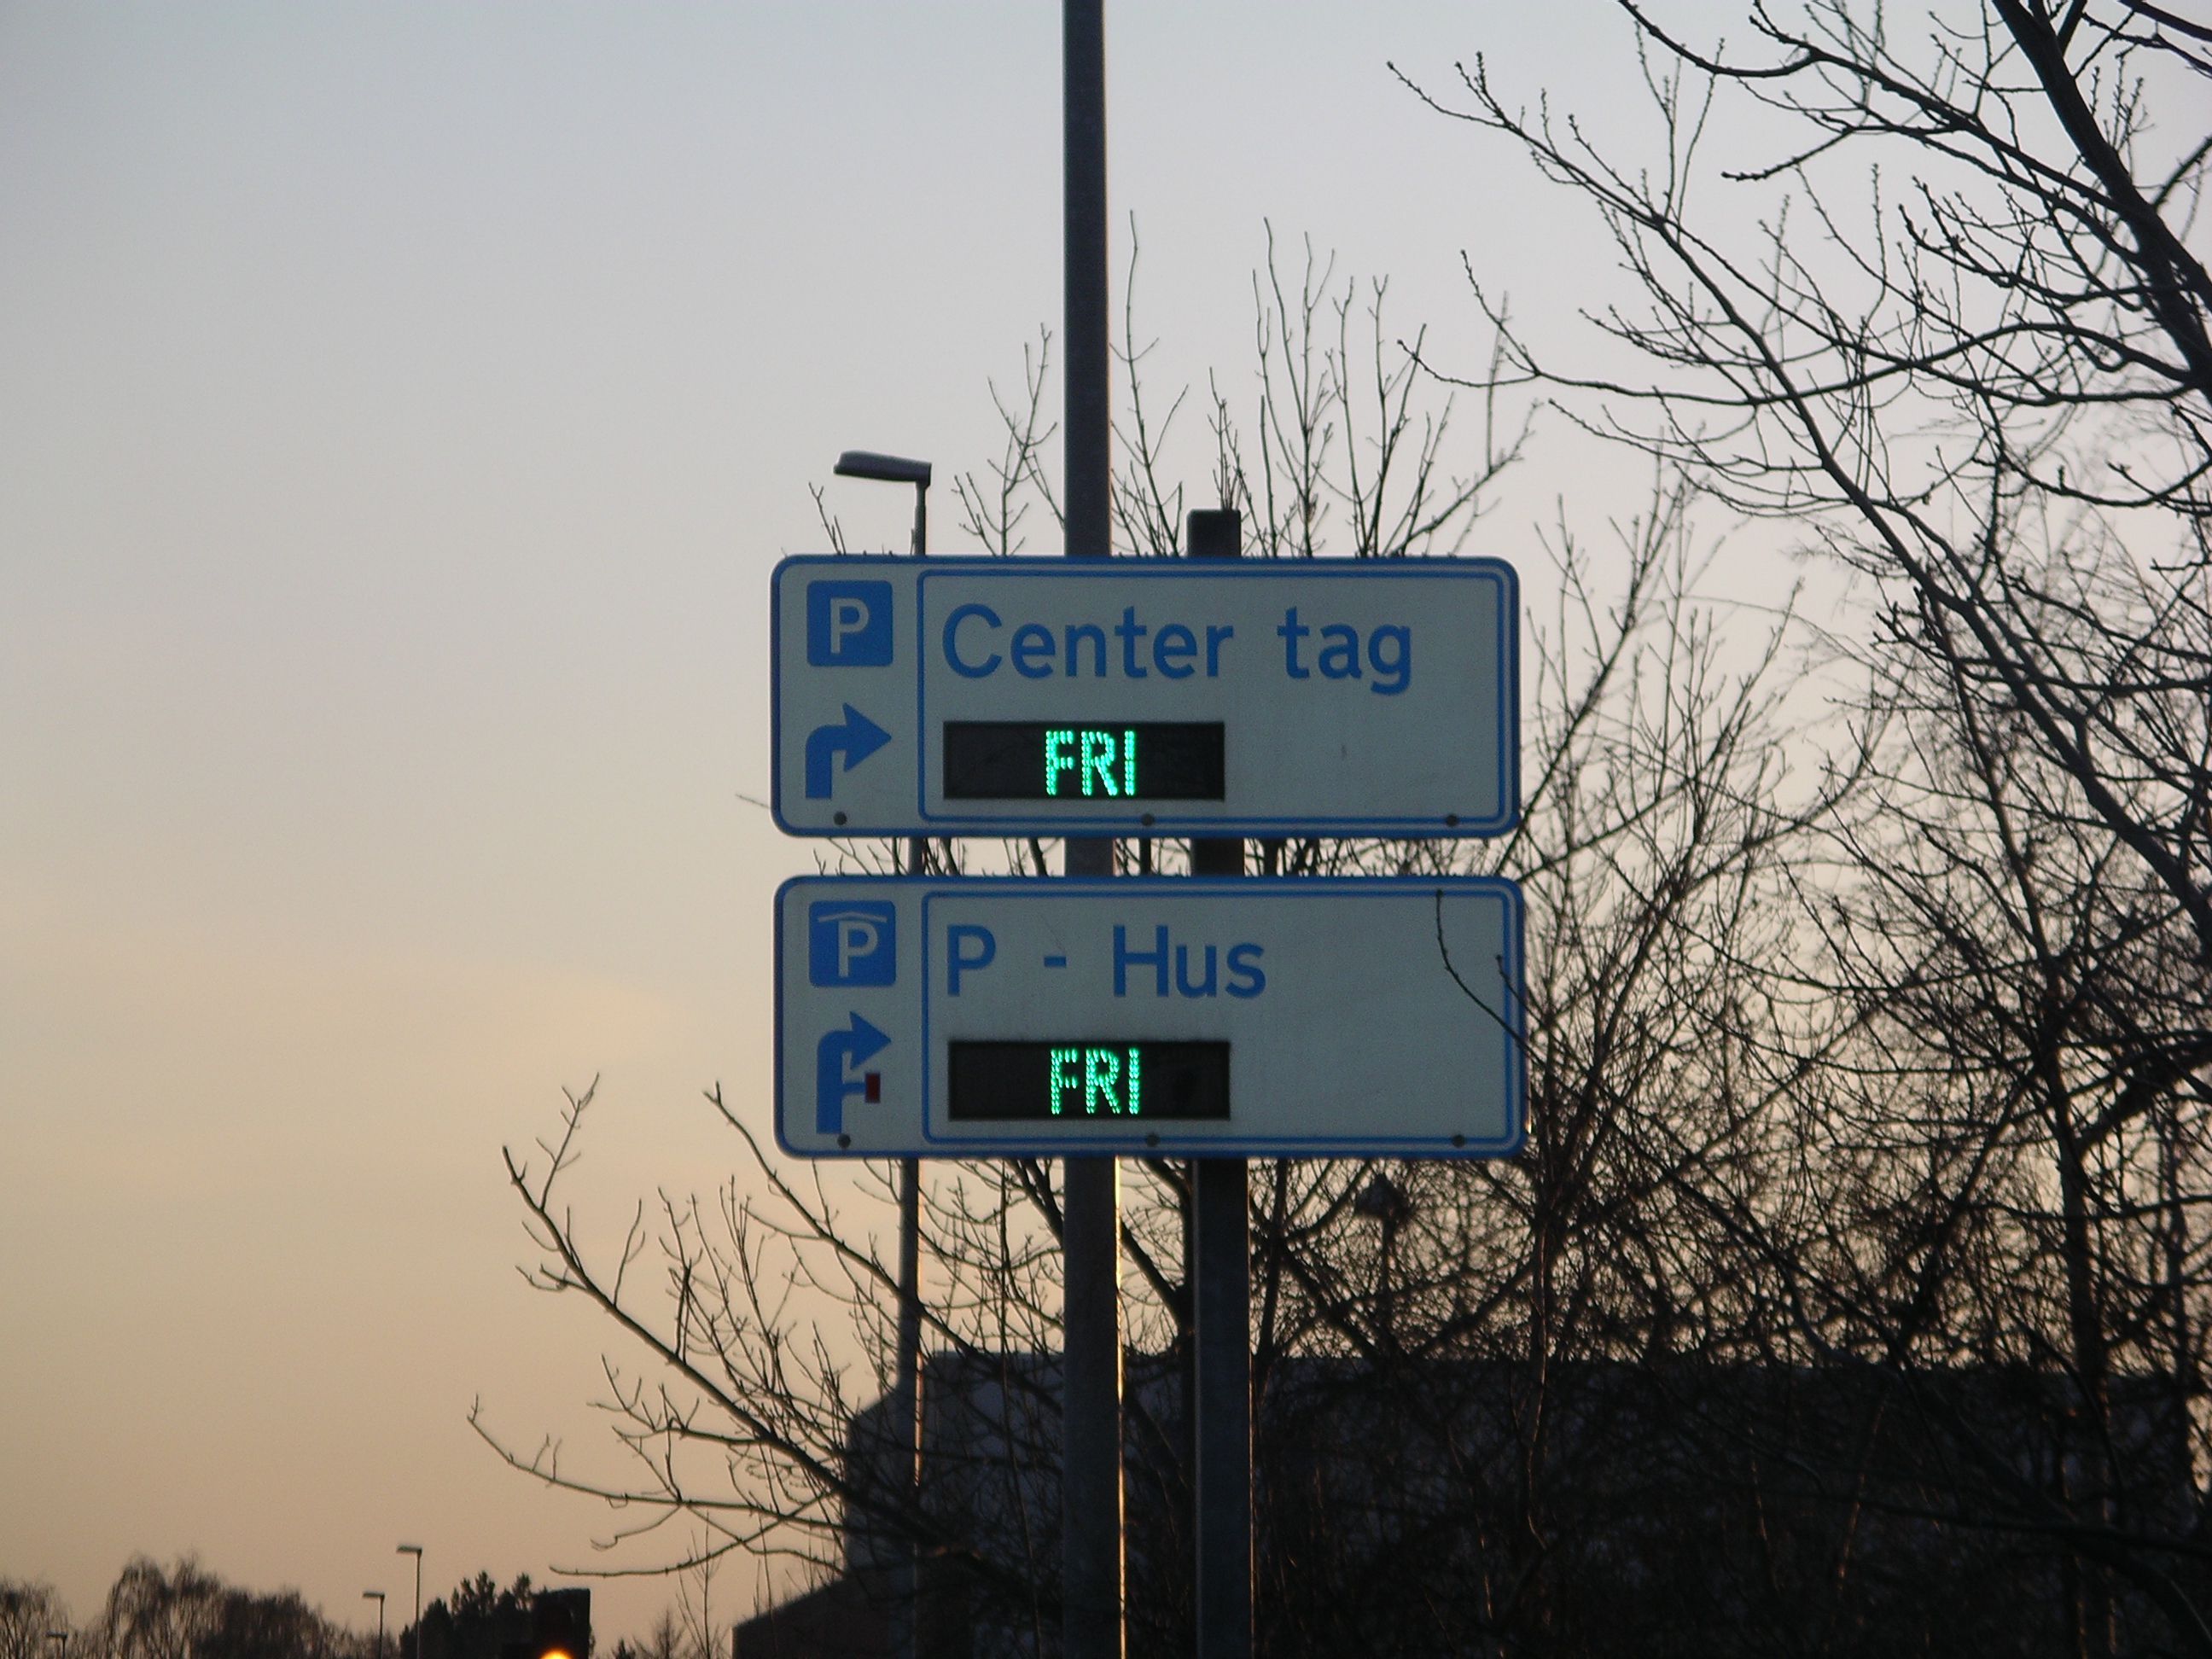 P Center tag
FRI
P P - Hus
FRI